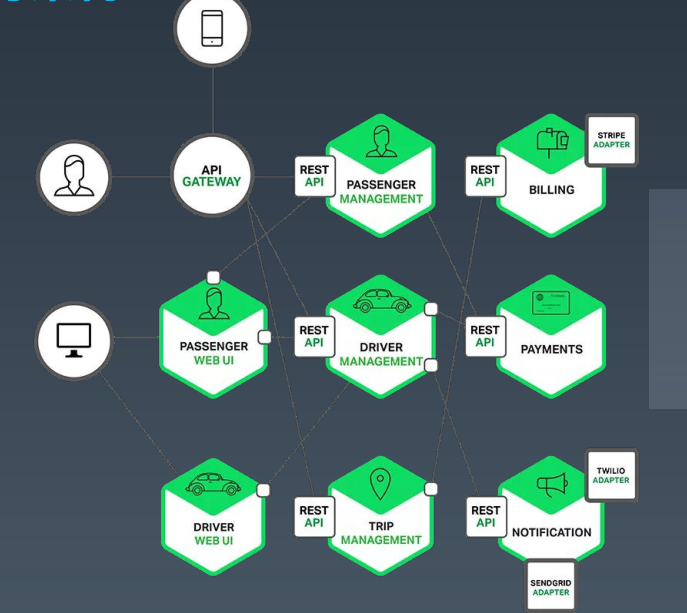 API
GATEWAY
REST
API
PASSENGER
MANAGEMENT
REST
API
BILLING
STRIPE
ADAPTER
PASSENGER
WEB UI
REST
API
DRIVER
MANAGEMENT
REST
API
PAYMENTS
DRIVER
WEB UI
REST
API
TRIP
MANAGEMENT
REST
API
NOTIFICATION
TWILIO
ADAPTER
SENDGRID
ADAPTER